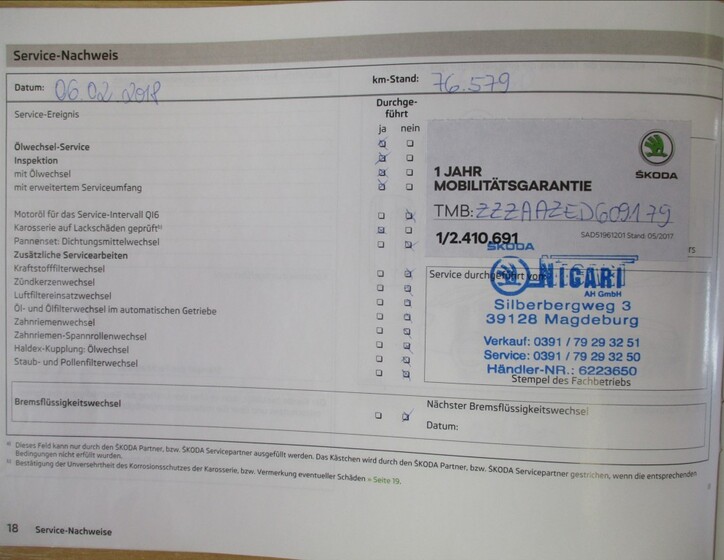 Service-Nachweis
Datum: 06.02.2018 km-Stand: 76.579
Service-Ereignis Durchge-
führt
ja nein
Ölwechsel-Service
Inspektion
mit Ölwechsel
mit erweitertem Serviceumfang
Motoröl für das Service-Intervall QI6
Karosserie auf Lackschäden geprüft b)
Pannenset: Dichtungsmittelwechsel
Zusätzliche Servicearbeiten
Kraftstofffilterwechsel
Zündkerzenwechsel
Luftfiltereinsatzwechsel
Öl- und Ölfilterwechsel im automatischen Getriebe
Zahnriemenwechsel
Zahnriemen-Spannrollenwechsel
Haldex-Kupplung: Ölwechsel
Staub- und Pollenfilterwechsel
Bremsflüssigkeitswechsel
ŠKODA
1 JAHR
MOBILITÄTSGARANTIE
TMB: ZZZAAZEDG09179
1/2.410.691 SAD51961201 Stand: 05/2017
ŠKODA
Service durchgeführt von:
NIGARI
AH GmbH
Silberbergweg 3
39128 Magdeburg
Verkauf: 0391 / 79 29 32 51
Service: 0391 / 79 29 32 50
Händler-NR.: 6223650
Stempel des Fachbetriebs
Nächster Bremsflüssigkeitswechsel
Datum:
a) Dieses Feld kann nur durch den ŠKODA Partner, bzw. ŠKODA Servicepartner ausgefüllt werden. Das Kästchen wird durch den ŠKODA Partner, bzw. ŠKODA Servicepartner gestrichen, wenn die entsprechenden
Bedingungen nicht erfüllt wurden.
b) Bestätigung der Unversehrtheit des Korrosionsschutzes der Karosserie, bzw. Vermerkung eventueller Schäden » Seite 19.
18 Service-Nachweise